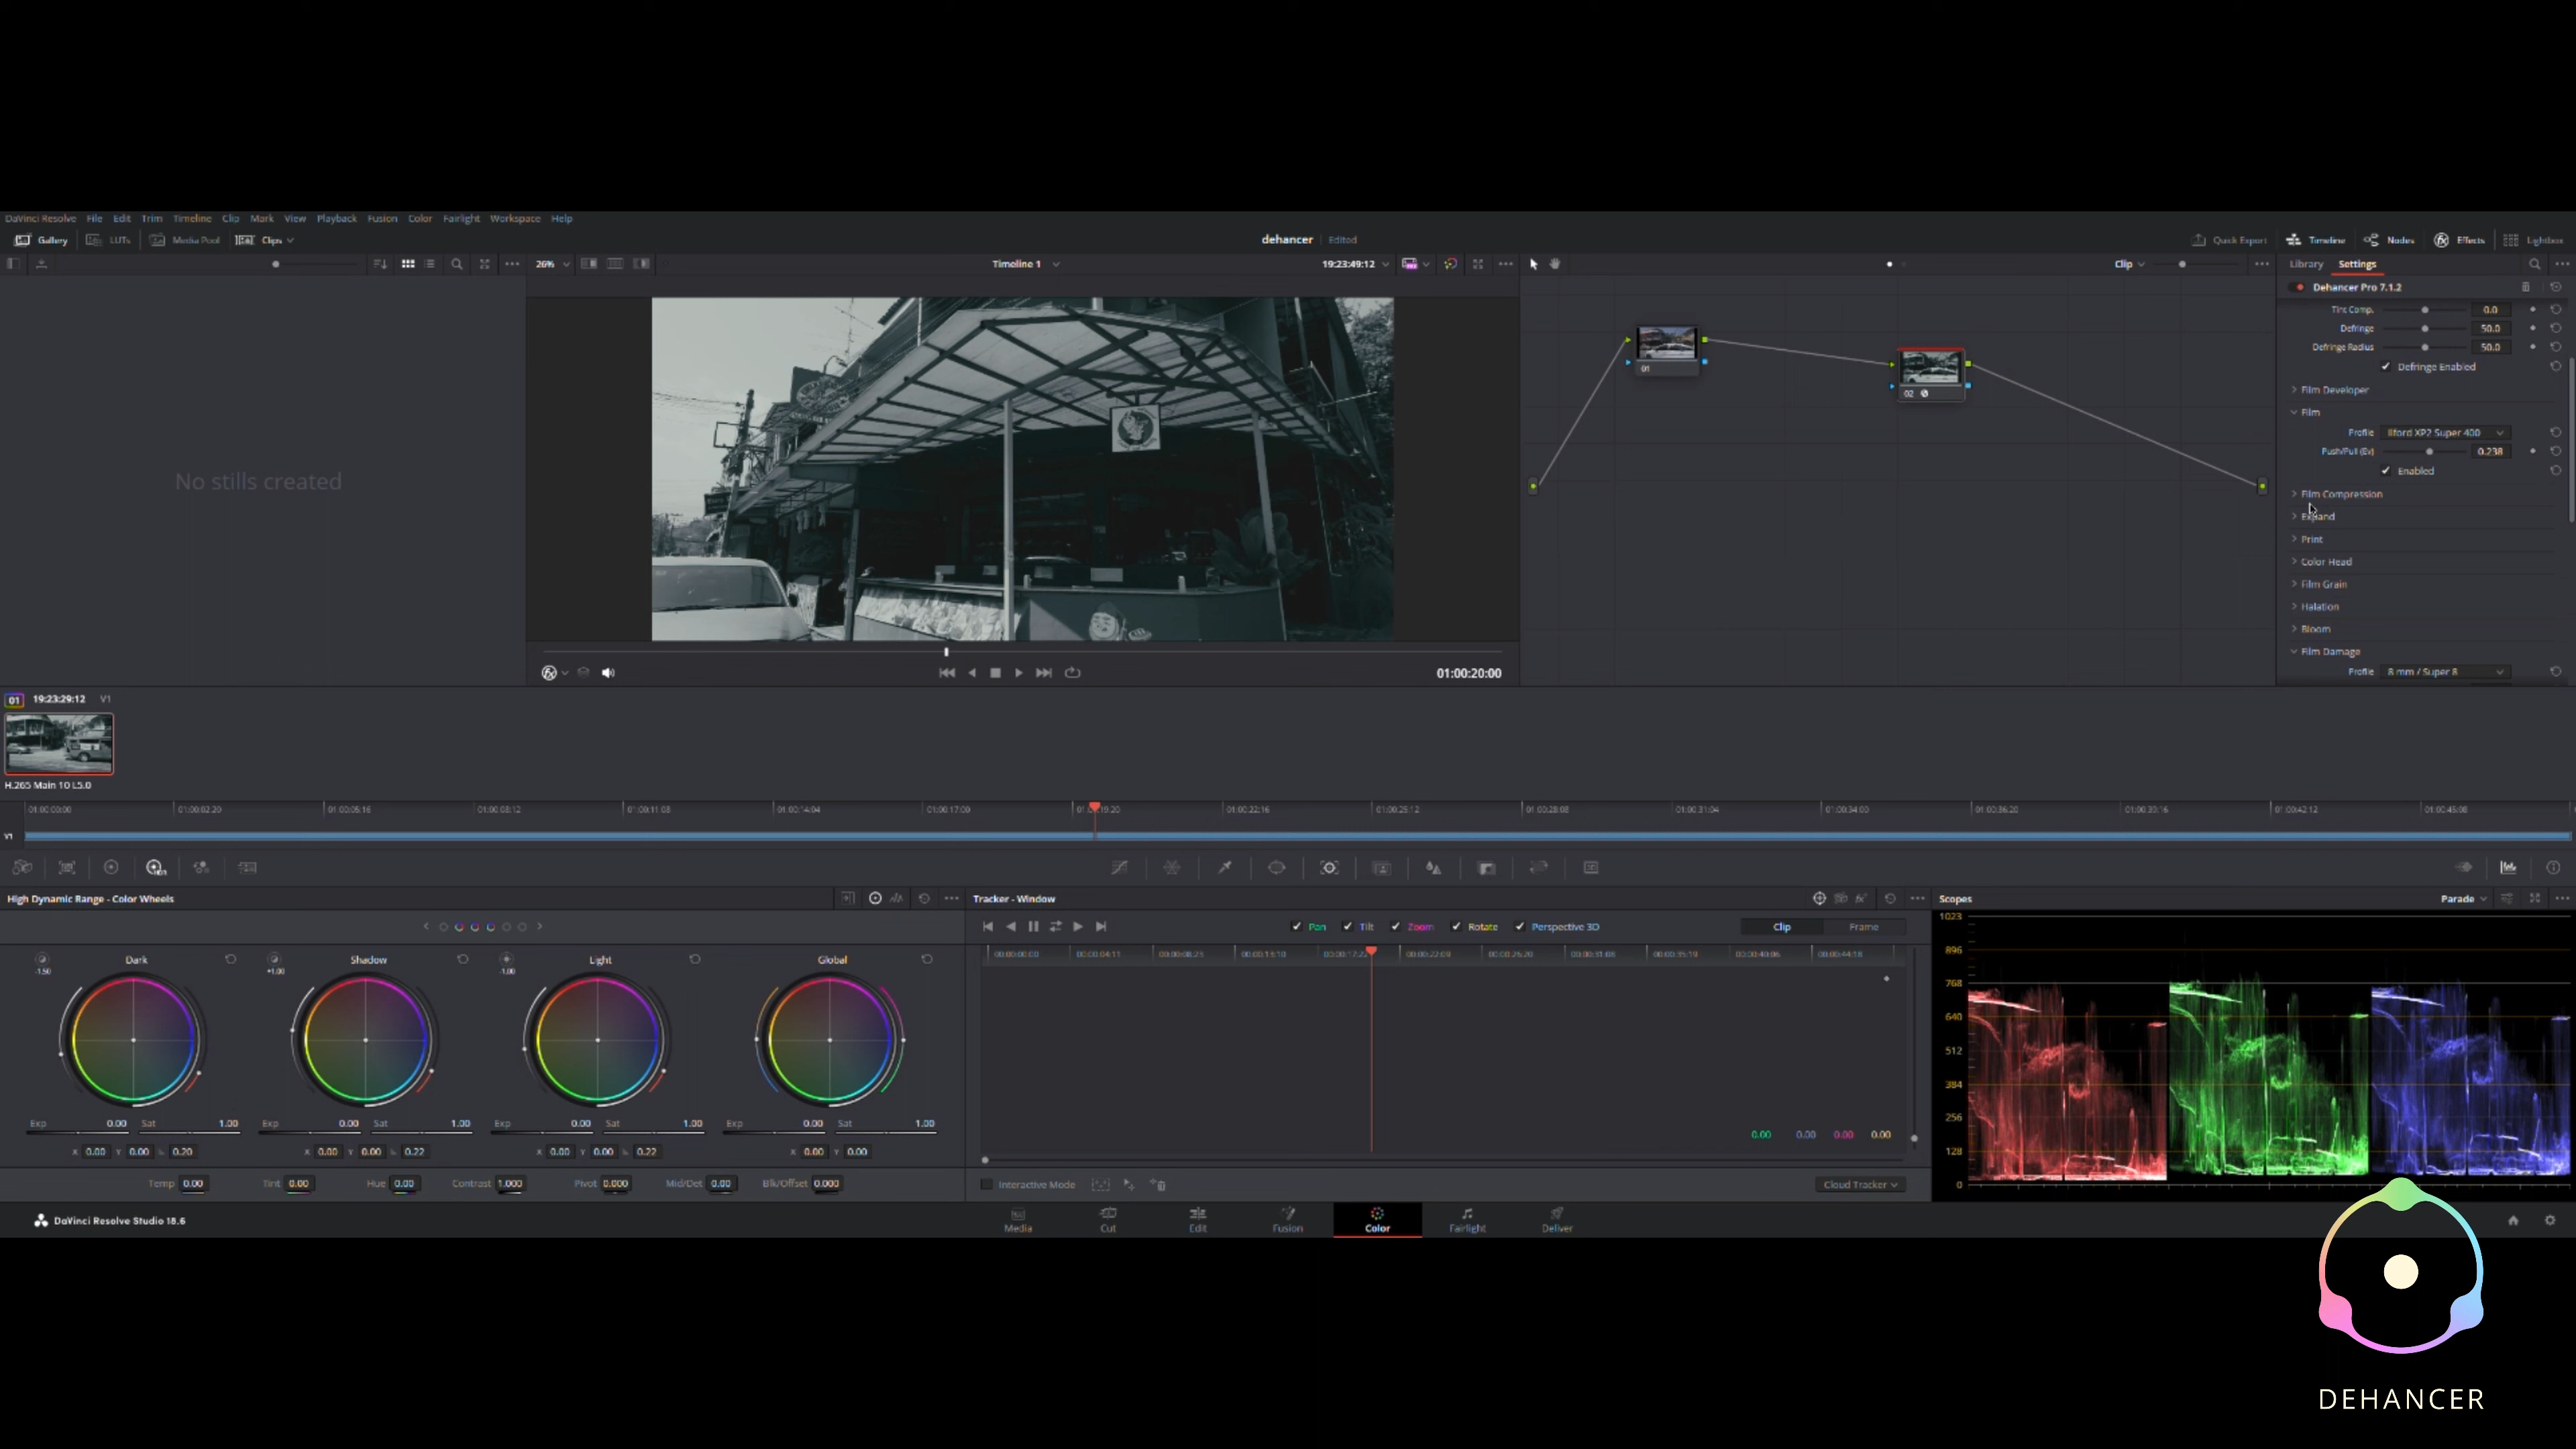 DaVinci Resolve File Edit Trim Timeline Clip Mark View Playback Fusion Color Fairlight Workspace Help
Gallery LUTs Media Pool Clips dehancer Edited Quick Export Timeline Nodes Effects Lightbox
26% Timeline 1 19:23:49:12 Clip Library Settings
Dehancer Pro 7.1.2
Tint Comp. 0.0
Defringe 50.0
Defringe Radius 50.0
Defringe Enabled
Film Developer
Film
Profile Ilford XP2 Super 400
Push/Pull (Ev) 0.238
Enabled
Film Compression
Expand
Print
Color Head
Film Grain
Halation
Bloom
Film Damage
Profile 8 mm / Super 8
No stills created
01
02
01:00:20:00
01 19:23:29:12 V1
H.265 Main 10 L5.0
01:00:00:00 01:00:02:20 01:00:05:16 01:00:08:12 01:00:11:08 01:00:14:04 01:00:17:00 01:00:22:16 01:00:25:12 01:00:28:08 01:00:31:04 01:00:34:00 01:00:36:20 01:00:39:16 01:00:42:12 01:00:45:08
V1
High Dynamic Range - Color Wheels
Dark Shadow Light Global
-1.50 +1.00 -1.00
Exp 0.00 Sat 1.00 Exp 0.00 Sat 1.00 Exp 0.00 Sat 1.00 Exp 0.00 Sat 1.00
X 0.00 Y 0.00 0.20 X 0.00 Y 0.00 0.22 X 0.00 Y 0.00 0.22 X 0.00 Y 0.00
Temp 0.00 Tint 0.00 Hue 0.00 Contrast 1.000 Pivot 0.000 Mid/Det 0.00 Blk/Offset 0.000
Tracker - Window
Pan Tilt Zoom Rotate Perspective 3D Clip Frame
00:00:00:00 00:00:04:11 00:00:08:23 00:00:13:10 00:00:17:22 00:00:22:09 00:00:26:20 00:00:31:08 00:00:35:19 00:00:40:06 00:00:44:18
0.00 0.00 0.00 0.00
Interactive Mode Cloud Tracker
Scopes Parade
1023
896
768
640
512
384
256
128
0
DaVinci Resolve Studio 18.6
Media Cut Edit Fusion Color Fairlight Deliver
DEHANCER